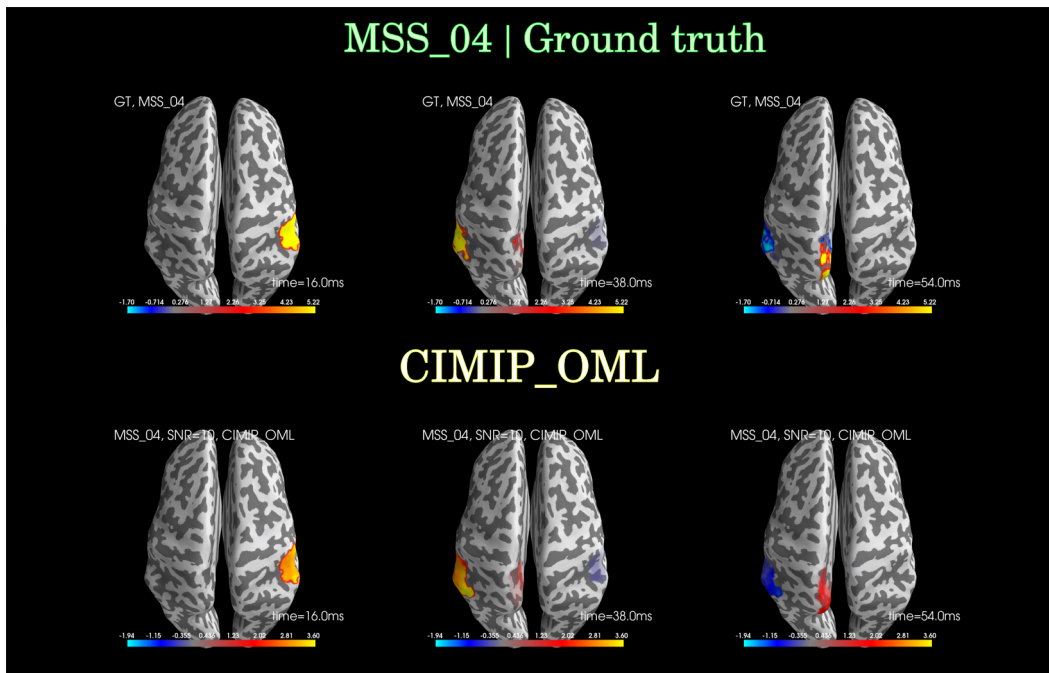 MSS_04 | Ground truth
GT, MSS_04
GT, MSS_04
GT, MSS_04
time=16.0ms
time=38.0ms
time=54.0ms
-1.70 -0.714 0.276 1.27 2.26 3.25 4.23 5.22
-1.70 -0.714 0.276 1.27 2.26 3.25 4.23 5.22
-1.70 -0.714 0.276 1.27 2.26 3.25 4.23 5.22
CIMIP_OML
MSS_04, SNR=10, CIMIP_OML
MSS_04, SNR=10, CIMIP_OML
MSS_04, SNR=10, CIMIP_OML
time=16.0ms
time=38.0ms
time=54.0ms
-1.94 -1.15 -0.355 0.436 1.23 2.02 2.81 3.60
-1.94 -1.15 -0.355 0.436 1.23 2.02 2.81 3.60
-1.94 -1.15 -0.355 0.436 1.23 2.02 2.81 3.60